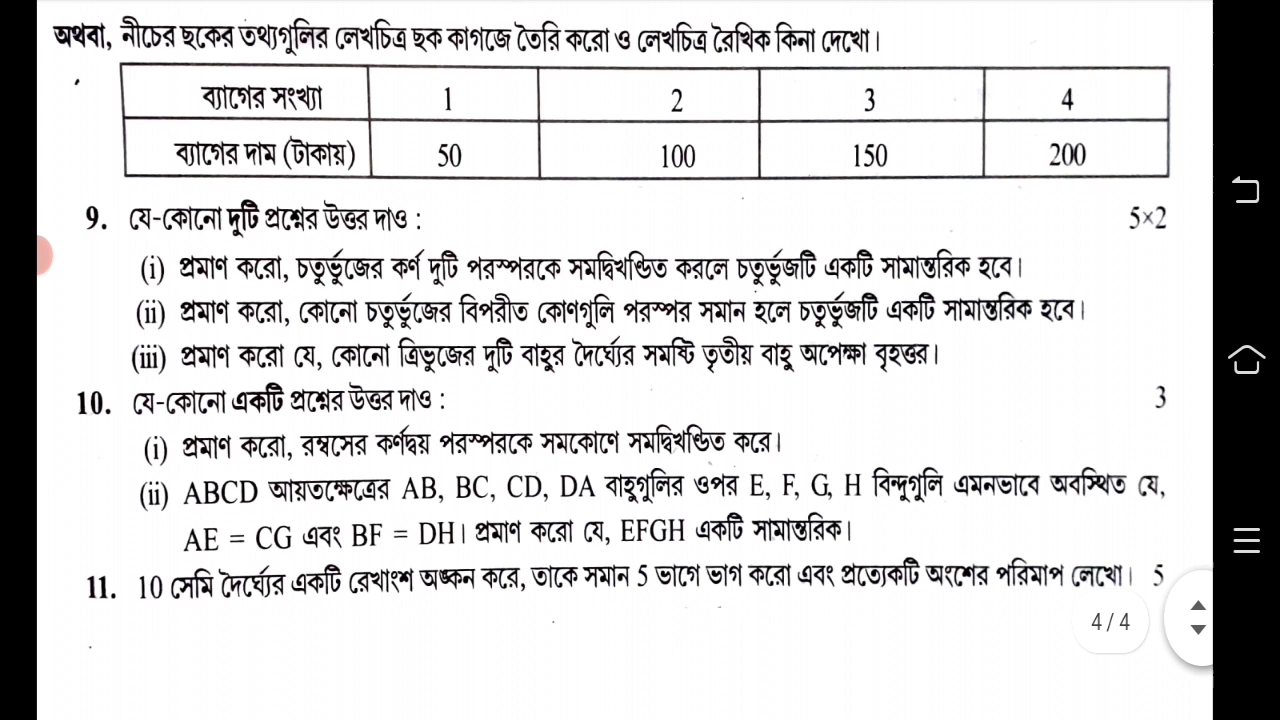 অথবা, নীচের ছকের তথ্যগুলির লেখচিত্র ছক কাগজে তৈরি করো ও লেখচিত্র রৈখিক কিনা দেখো।
ব্যাগের সংখ্যা 1 2 3 4
ব্যাগের দাম (টাকায়) 50 100 150 200
9. যে-কোনো দুটি প্রশ্নের উত্তর দাও : 5×2
(i) প্রমাণ করো, চতুর্ভুজের কর্ণ দুটি পরস্পরকে সমদ্বিখণ্ডিত করলে চতুর্ভুজটি একটি সামান্তরিক হবে।
(ii) প্রমাণ করো, কোনো চতুর্ভুজের বিপরীত কোণগুলি পরস্পর সমান হলে চতুর্ভুজটি একটি সামান্তরিক হবে।
(iii) প্রমাণ করো যে, কোনো ত্রিভুজের দুটি বাহুর দৈর্ঘ্যের সমষ্টি তৃতীয় বাহু অপেক্ষা বৃহত্তর।
10. যে-কোনো একটি প্রশ্নের উত্তর দাও : 3
(i) প্রমাণ করো, রম্বসের কর্ণদ্বয় পরস্পরকে সমকোণে সমদ্বিখণ্ডিত করে।
(ii) ABCD আয়তক্ষেত্রের AB, BC, CD, DA বাহুগুলির ওপর E, F, G, H বিন্দুগুলি এমনভাবে অবস্থিত যে,
AE = CG এবং BF = DH। প্রমাণ করো যে, EFGH একটি সামান্তরিক।
11. 10 সেমি দৈর্ঘ্যের একটি রেখাংশ অঙ্কন করে, তাকে সমান 5 ভাগে ভাগ করো এবং প্রত্যেকটি অংশের পরিমাপ লেখো। 5
4 / 4